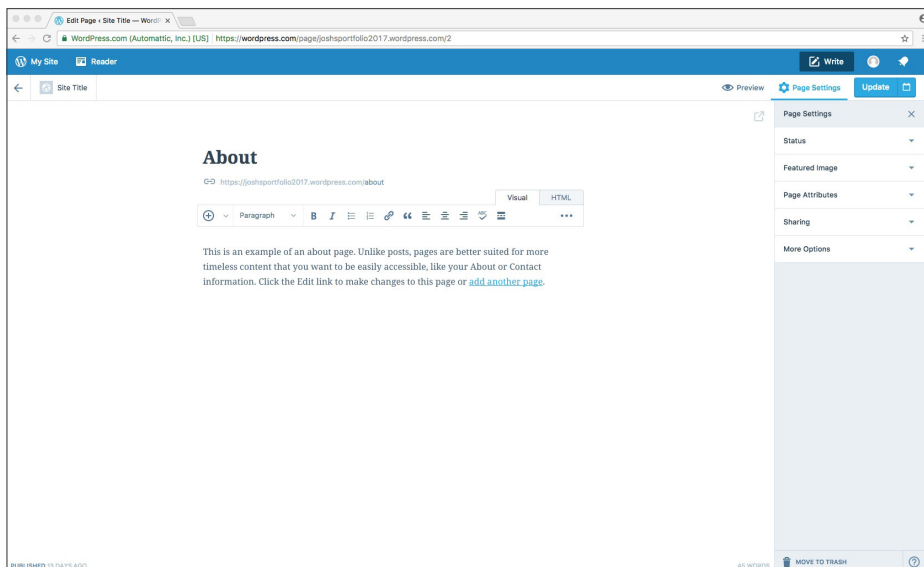 Edit Page ‹ Site Title — WordP
WordPress.com (Automattic, Inc.) [US] https://wordpress.com/page/joshsportfolio2017.wordpress.com/2
My Site Reader Write
Site Title Preview Page Settings Update
Page Settings
Status
Featured Image
Page Attributes
Sharing
More Options
About
https://joshsportfolio2017.wordpress.com/about
Visual HTML
Paragraph B I ABC
This is an example of an about page. Unlike posts, pages are better suited for more
timeless content that you want to be easily accessible, like your About or Contact
information. Click the Edit link to make changes to this page or add another page.
PUBLISHED 13 DAYS AGO
45 WORDS
MOVE TO TRASH